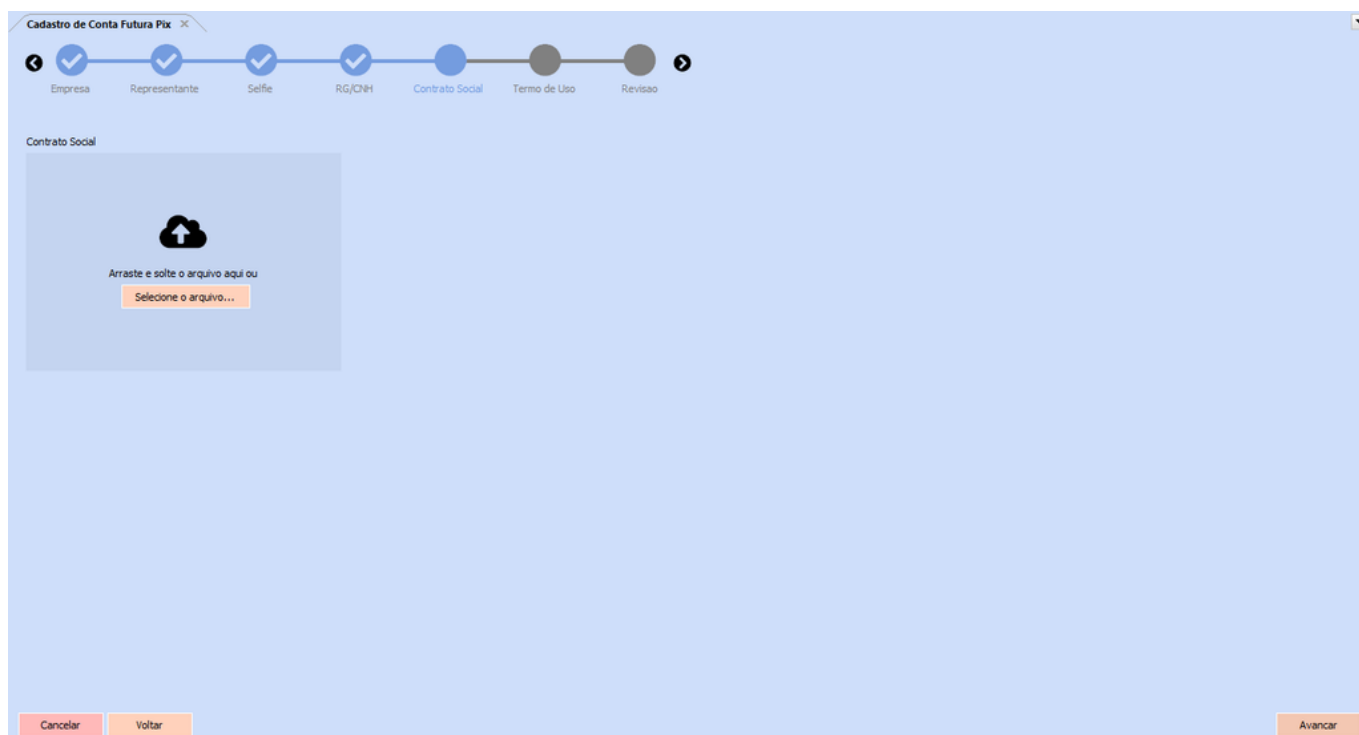 Cadastro de Conta Futura Pix
Empresa Representante Selfie RG/CNH Contrato Social Termo de Uso Revisao
Contrato Social
Arraste e solte o arquivo aqui ou
Selecione o arquivo...
Cancelar Voltar Avancar